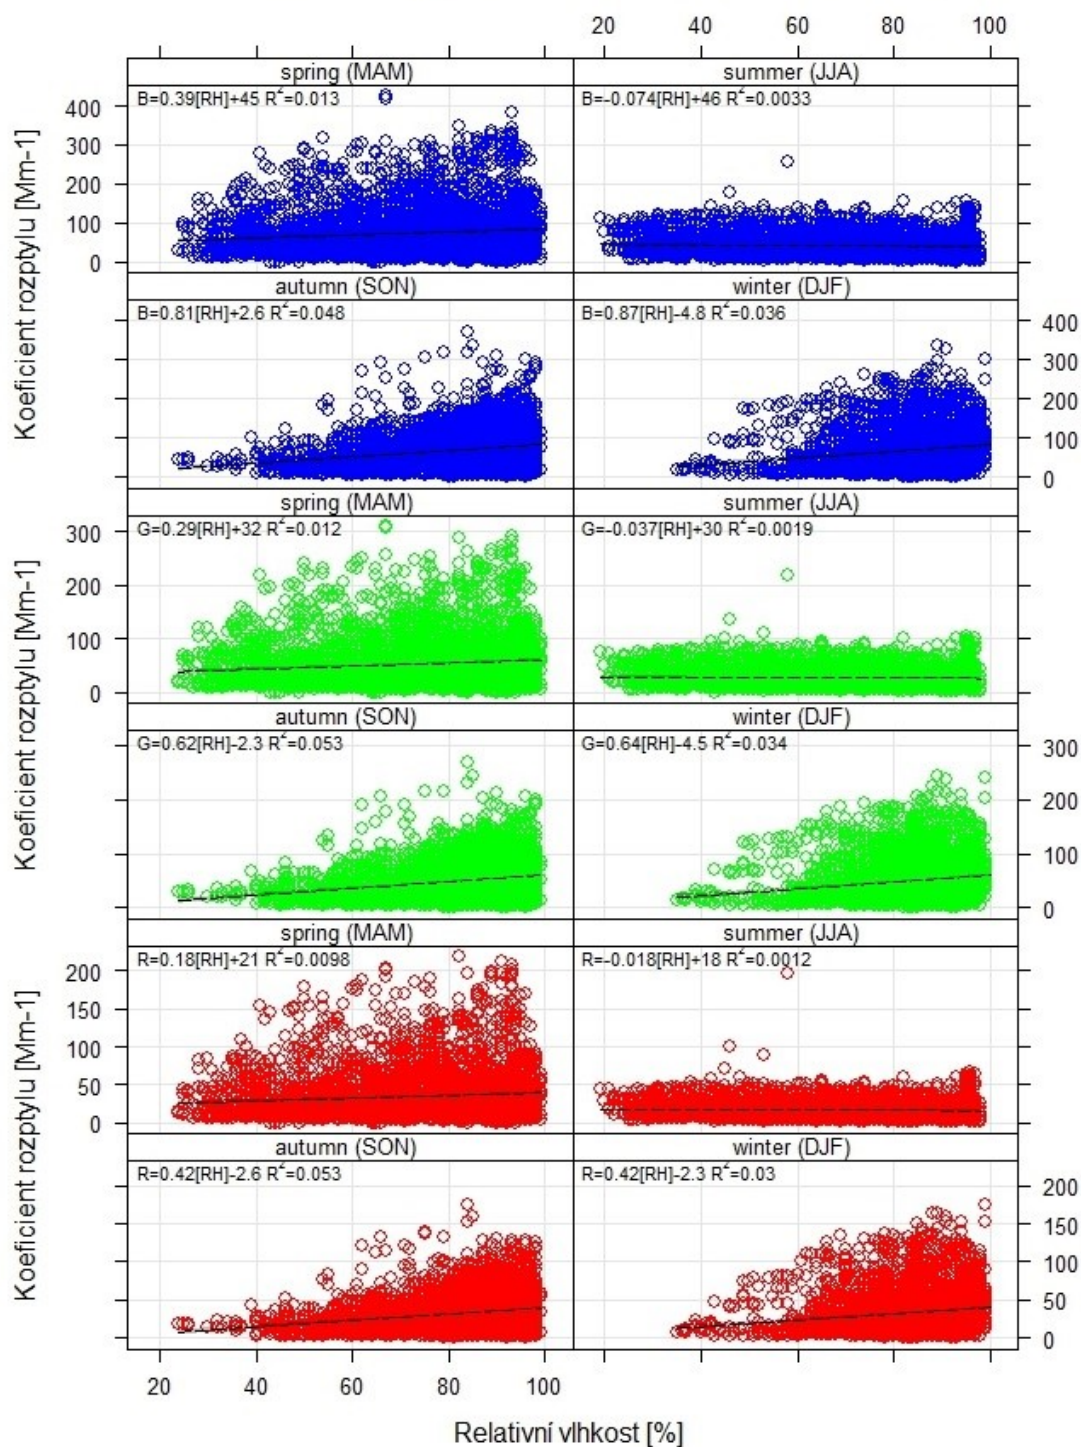 20 40 60 80 100
spring (MAM) summer (JJA)
B=0.39[RH]+45 R²=0.013 B=-0.074[RH]+46 R²=0.0033
400
300
200
100
0
autumn (SON) winter (DJF)
B=0.81[RH]+2.6 R²=0.048 B=0.87[RH]-4.8 R²=0.036
400
300
200
100
0
Koeficient rozptylu [Mm-1]
spring (MAM) summer (JJA)
G=0.29[RH]+32 R²=0.012 G=-0.037[RH]+30 R²=0.0019
300
200
100
0
autumn (SON) winter (DJF)
G=0.62[RH]-2.3 R²=0.053 G=0.64[RH]-4.5 R²=0.034
300
200
100
0
Koeficient rozptylu [Mm-1]
spring (MAM) summer (JJA)
R=0.18[RH]+21 R²=0.0098 R=-0.018[RH]+18 R²=0.0012
200
150
100
50
0
autumn (SON) winter (DJF)
R=0.42[RH]-2.6 R²=0.053 R=0.42[RH]-2.3 R²=0.03
200
150
100
50
0
Koeficient rozptylu [Mm-1]
20 40 60 80 100
Relativní vlhkost [%]